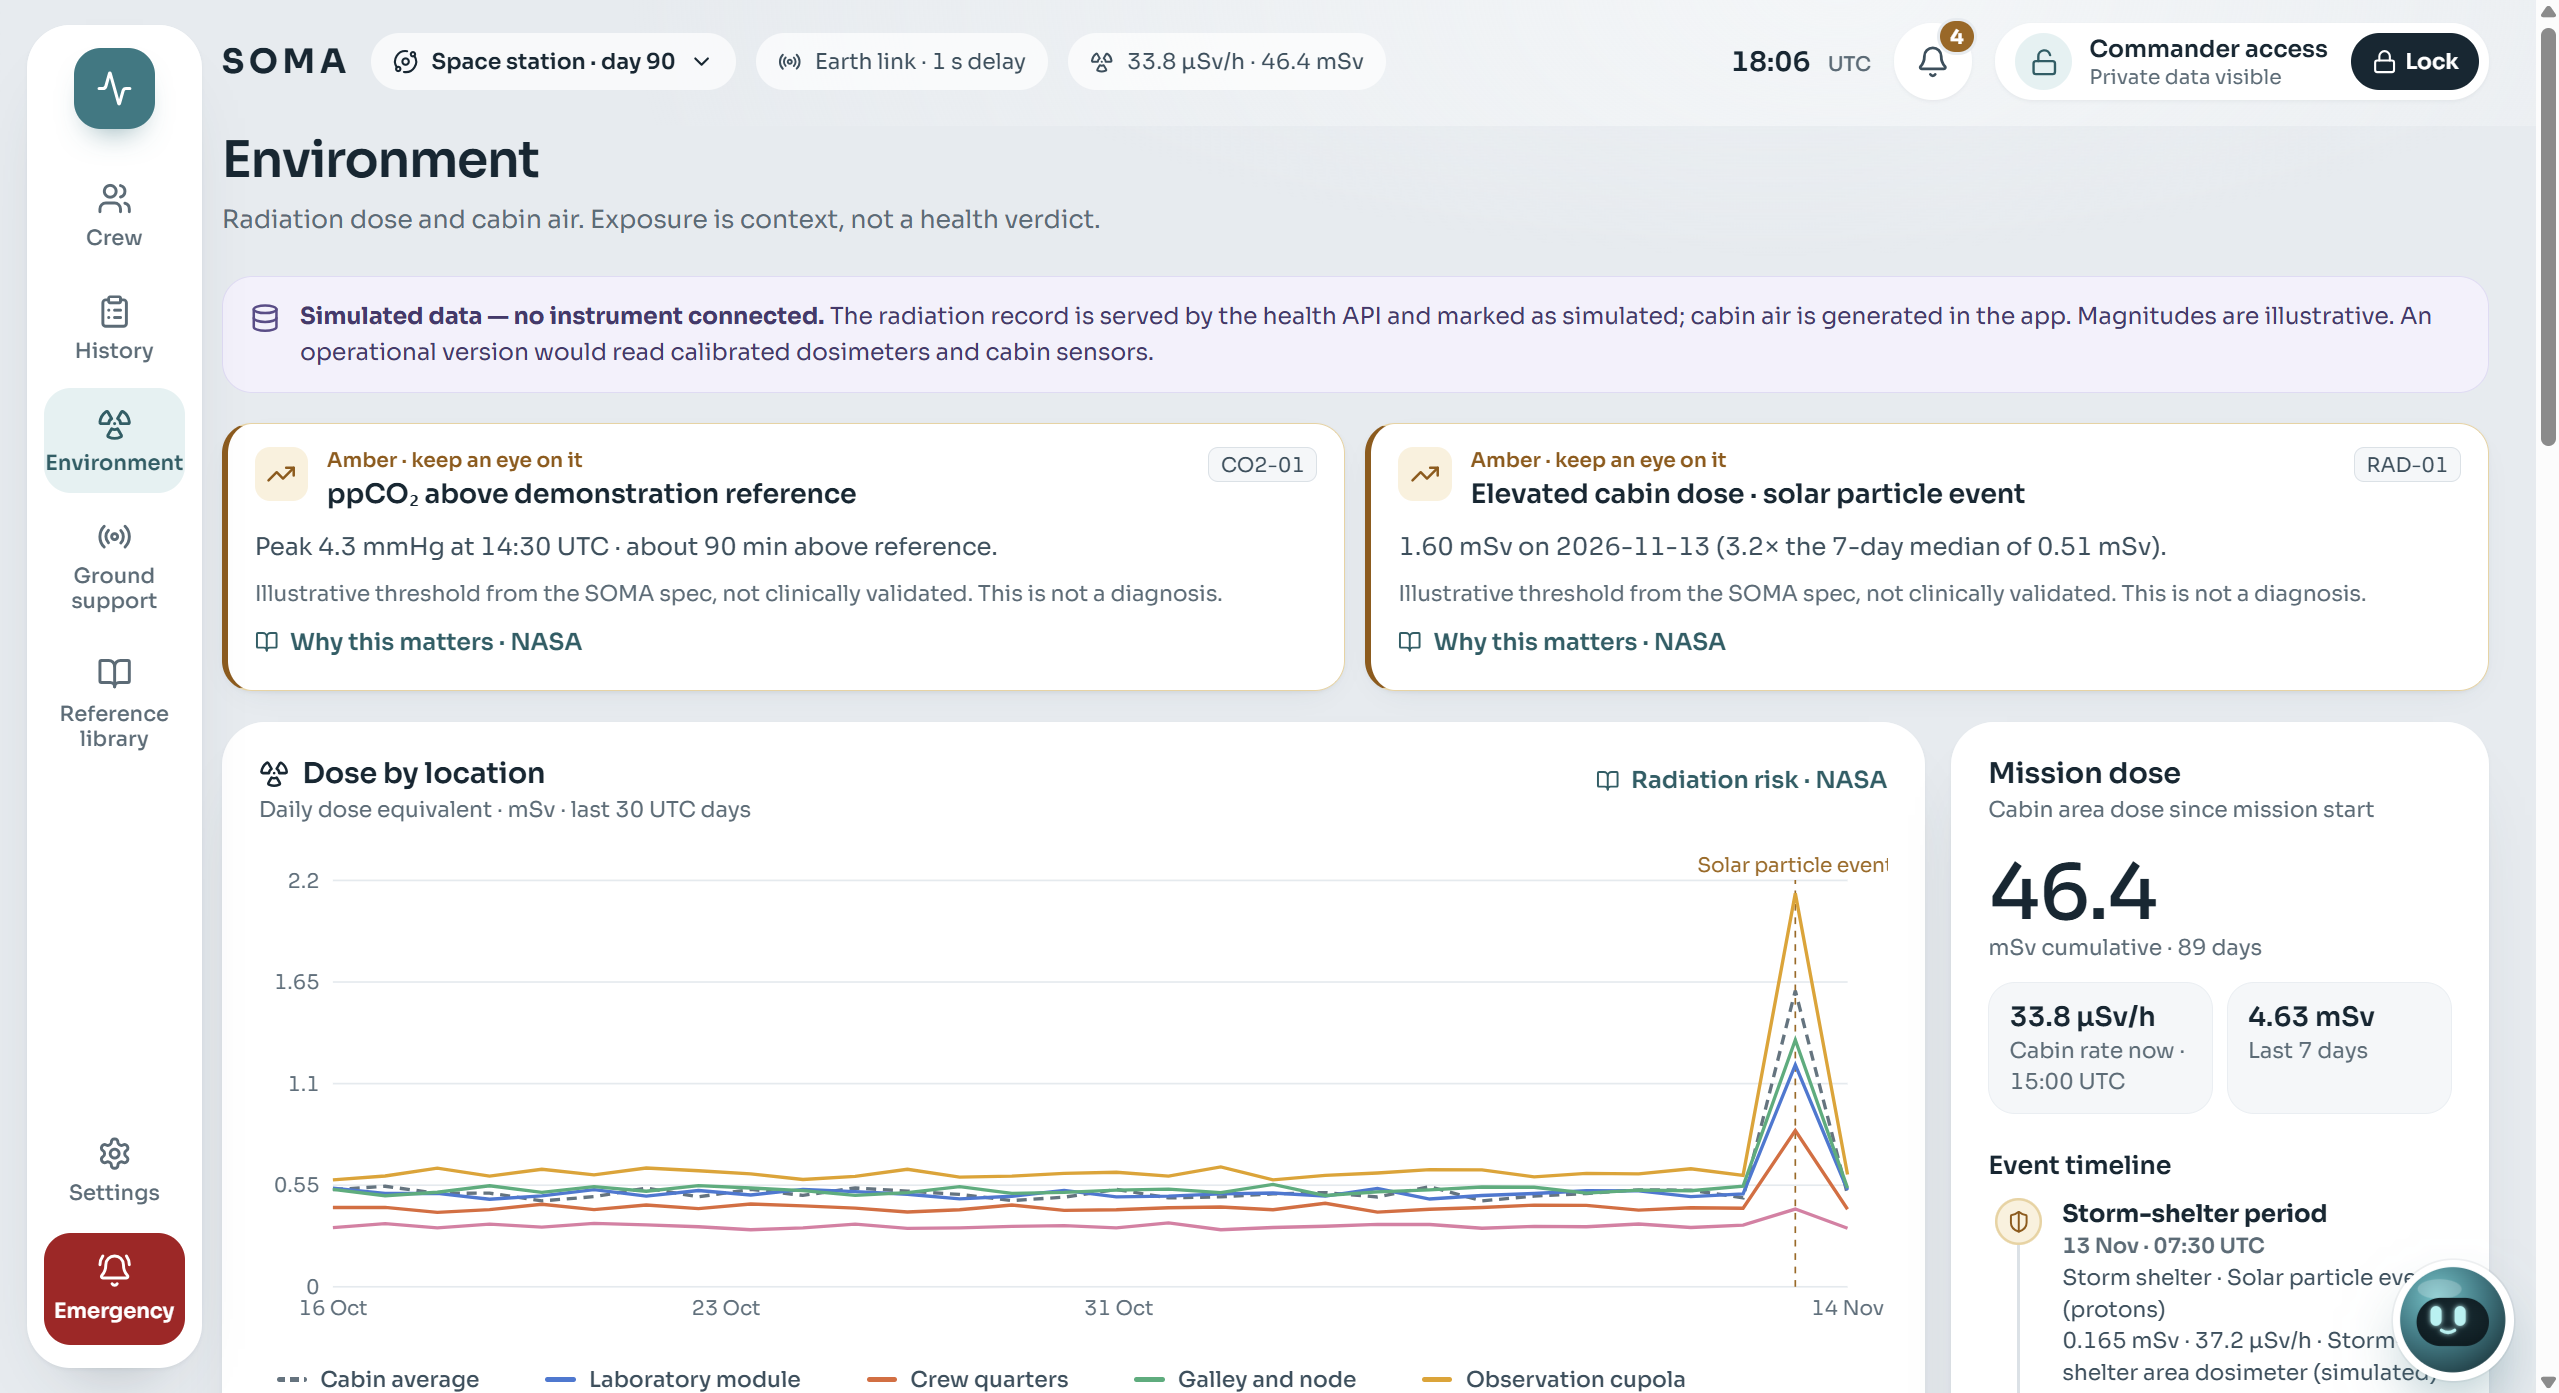 SOMA
Space station · day 90
Earth link · 1 s delay
33.8 µSv/h · 46.4 mSv
18:06 UTC
4
Commander access
Private data visible
Lock
Crew
History
Environment
Ground
support
Reference
library
Settings
Emergency
Environment
Radiation dose and cabin air. Exposure is context, not a health verdict.
Simulated data — no instrument connected. The radiation record is served by the health API and marked as simulated; cabin air is generated in the app. Magnitudes are illustrative. An
operational version would read calibrated dosimeters and cabin sensors.
Amber · keep an eye on it
CO2-01
ppCO₂ above demonstration reference
Peak 4.3 mmHg at 14:30 UTC · about 90 min above reference.
Illustrative threshold from the SOMA spec, not clinically validated. This is not a diagnosis.
Why this matters · NASA
Amber · keep an eye on it
RAD-01
Elevated cabin dose · solar particle event
1.60 mSv on 2026-11-13 (3.2× the 7-day median of 0.51 mSv).
Illustrative threshold from the SOMA spec, not clinically validated. This is not a diagnosis.
Why this matters · NASA
Dose by location
Daily dose equivalent · mSv · last 30 UTC days
Radiation risk · NASA
Solar particle event
2.2
1.65
1.1
0.55
0
16 Oct
23 Oct
31 Oct
14 Nov
Cabin average
Laboratory module
Crew quarters
Galley and node
Observation cupola
Mission dose
Cabin area dose since mission start
46.4
mSv cumulative · 89 days
33.8 µSv/h
Cabin rate now ·
15:00 UTC
4.63 mSv
Last 7 days
Event timeline
Storm-shelter period
13 Nov · 07:30 UTC
Storm shelter · Solar particle eve
(protons)
0.165 mSv · 37.2 µSv/h · Storm
shelter area dosimeter (simulated)